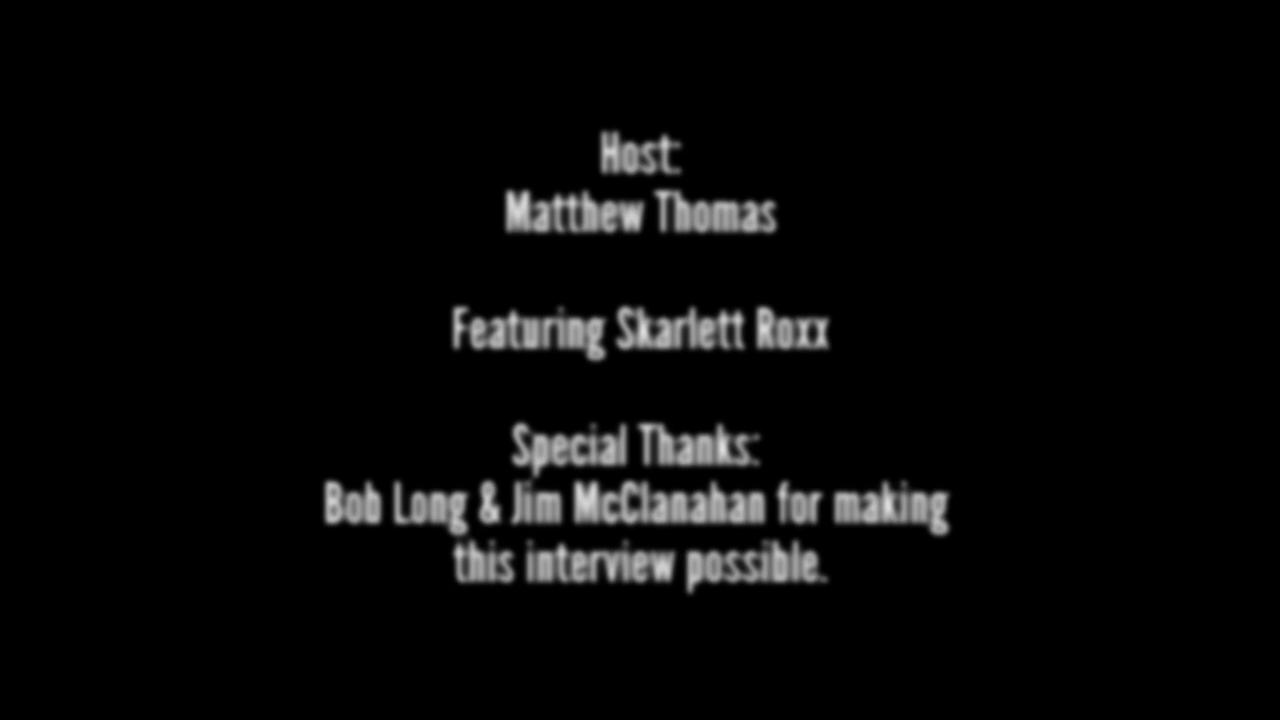 Host:
Matthew Thomas
Featuring Skarlett Roxx
Special Thanks:
Bob Long & Jim McClanahan for making
this interview possible.